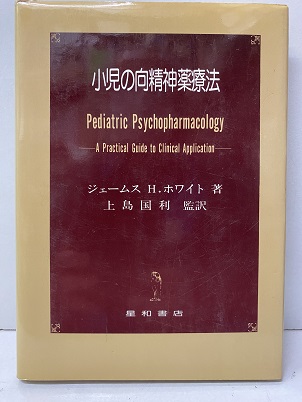 小児の向精神薬療法
Pediatric Psychopharmacology
A Practical Guide to Clinical Application
ジェームス H.ホワイト 著
上島国利 監訳
星和書店